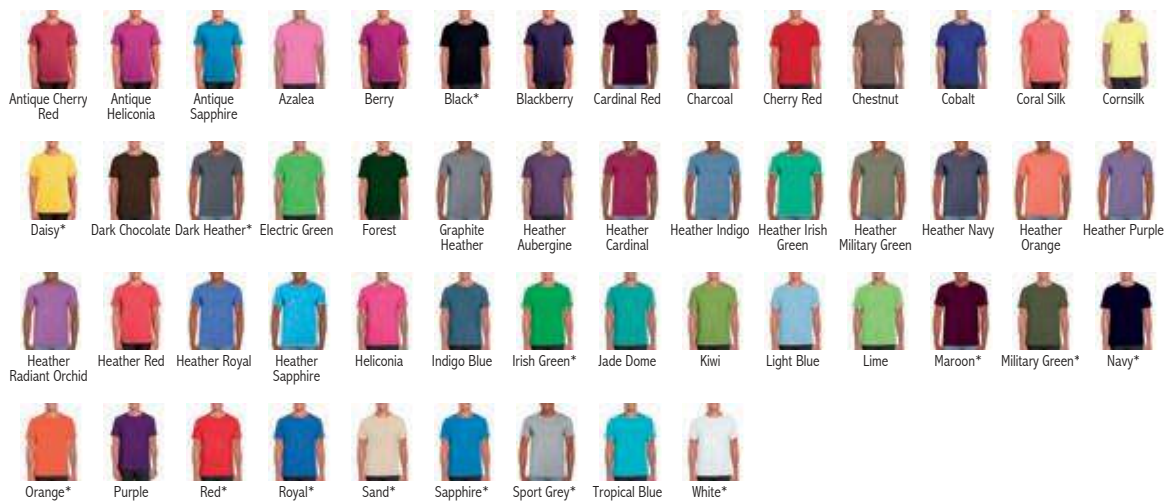 Antique Cherry Red
Antique Heliconia
Antique Sapphire
Azalea
Berry
Black*
Blackberry
Cardinal Red
Charcoal
Cherry Red
Chestnut
Cobalt
Coral Silk
Cornsilk
Daisy*
Dark Chocolate
Dark Heather*
Electric Green
Forest
Graphite Heather
Heather Aubergine
Heather Cardinal
Heather Indigo
Heather Irish Green
Heather Military Green
Heather Navy
Heather Orange
Heather Purple
Heather Radiant Orchid
Heather Red
Heather Royal
Heather Sapphire
Heliconia
Indigo Blue
Irish Green*
Jade Dome
Kiwi
Light Blue
Lime
Maroon*
Military Green*
Navy*
Orange*
Purple
Red*
Royal*
Sand*
Sapphire*
Sport Grey*
Tropical Blue
White*